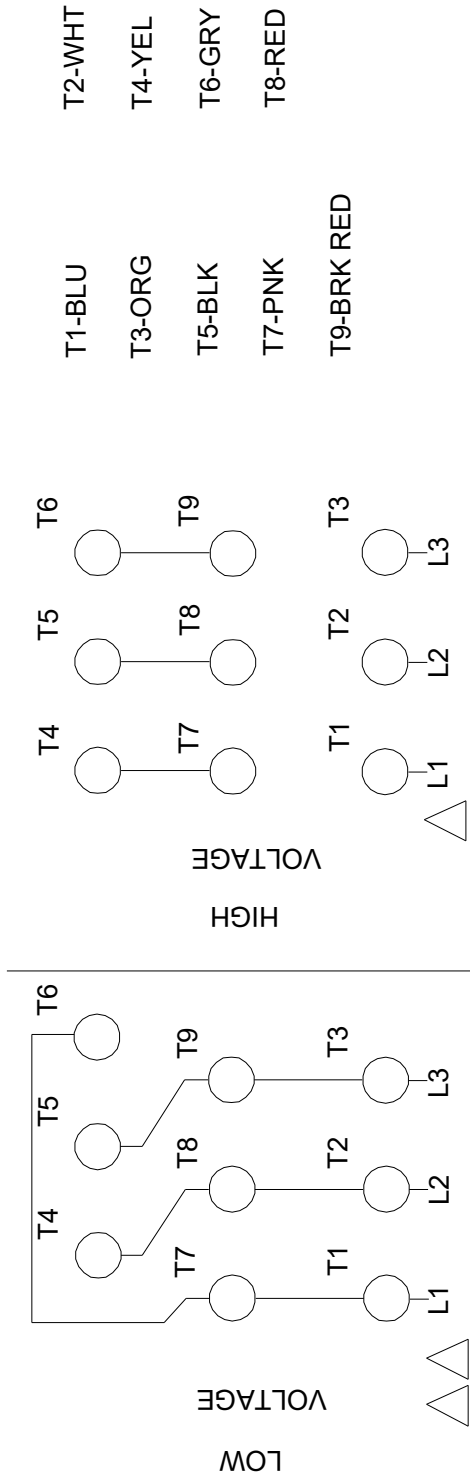 LOW
VOLTAGE
T4 T5 T6
T7 T8 T9
T1 T2 T3
L1 L2 L3
HIGH
VOLTAGE
T4 T5 T6
T7 T8 T9
T1 T2 T3
L1 L2 L3
T1-BLU T2-WHT
T3-ORG T4-YEL
T5-BLK T6-GRY
T7-PNK T8-RED
T9-BRK RED